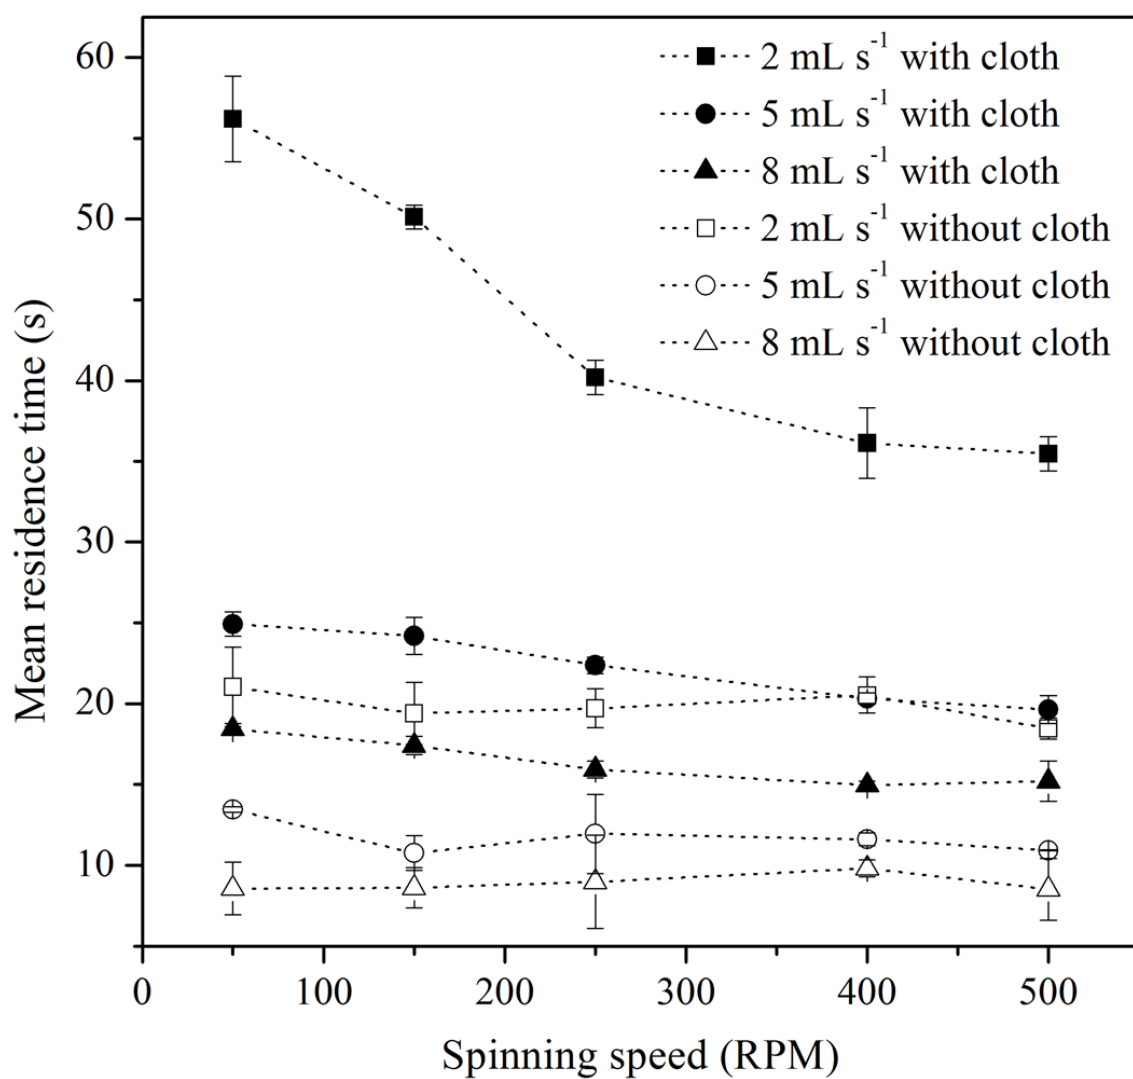 60
50
40
30
20
10
Mean residence time (s)
2 mL s⁻¹ with cloth
5 mL s⁻¹ with cloth
8 mL s⁻¹ with cloth
2 mL s⁻¹ without cloth
5 mL s⁻¹ without cloth
8 mL s⁻¹ without cloth
0 100 200 300 400 500
Spinning speed (RPM)